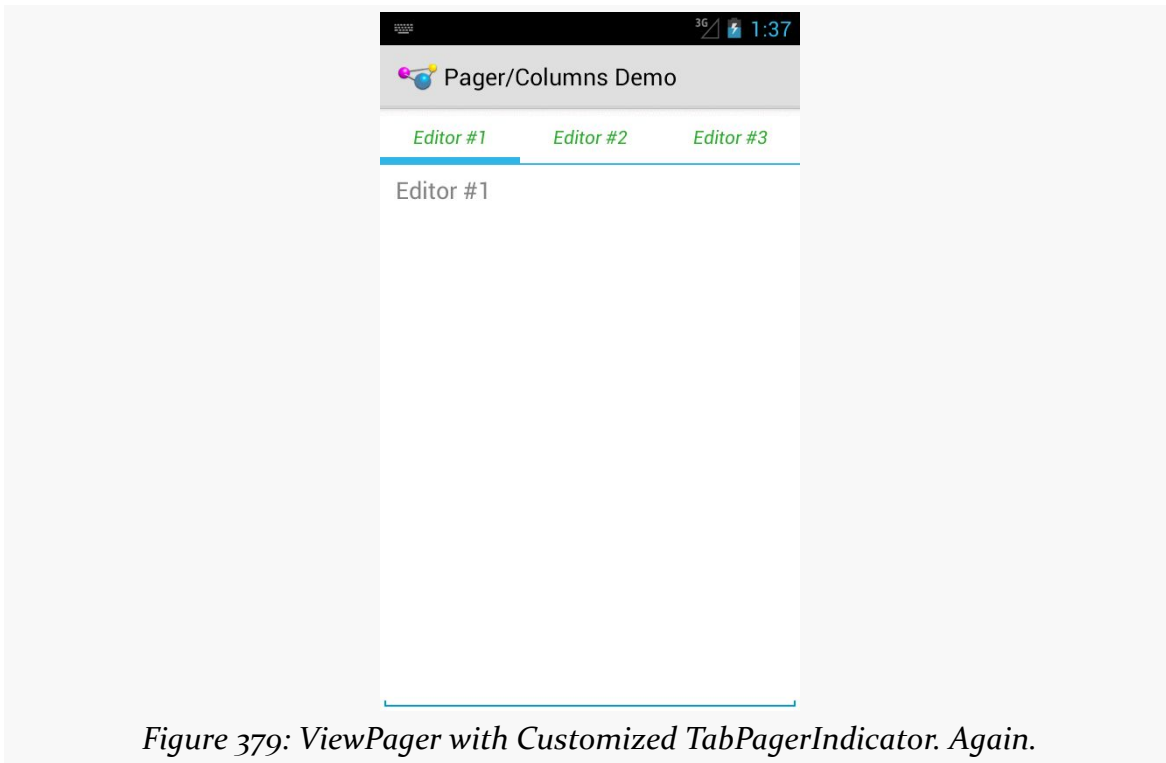 3G 1:37
Pager/Columns Demo
Editor #1 Editor #2 Editor #3
Editor #1
Figure 379: ViewPager with Customized TabPagerIndicator. Again.